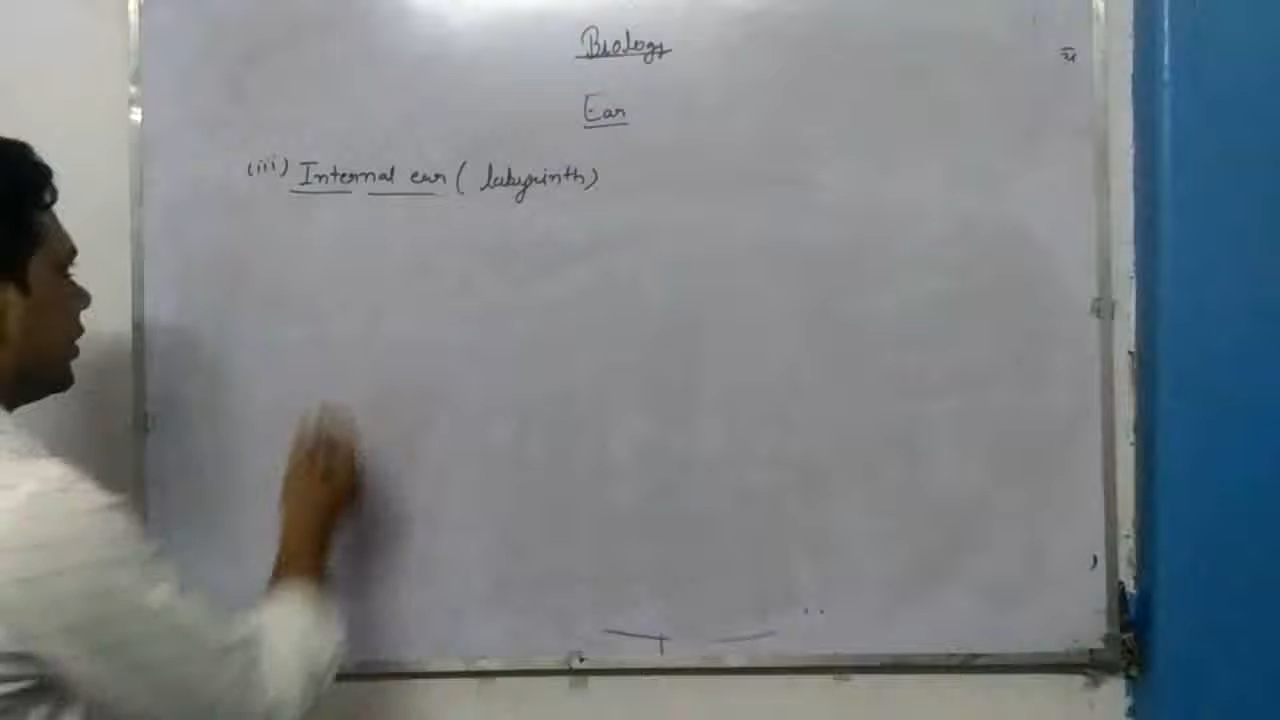 Biology
Ear
(iii) Internal ear ( labyrinth)